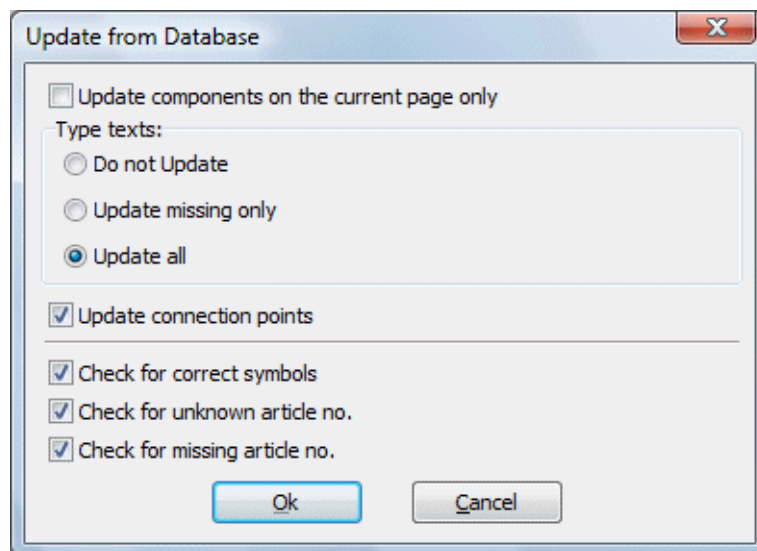 Update from Database
Update components on the current page only
Type texts:
Do not Update
Update missing only
Update all
Update connection points
Check for correct symbols
Check for unknown article no.
Check for missing article no.
Ok
Cancel